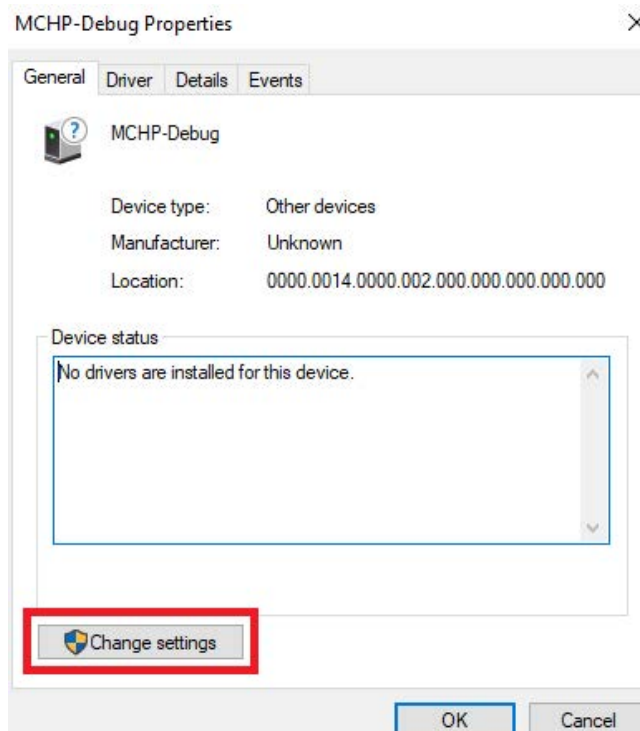 MCHP-Debug Properties
General Driver Details Events
MCHP-Debug
Device type: Other devices
Manufacturer: Unknown
Location: 0000.0014.0000.002.000.000.000.000.000
Device status
No drivers are installed for this device.
Change settings
OK Cancel